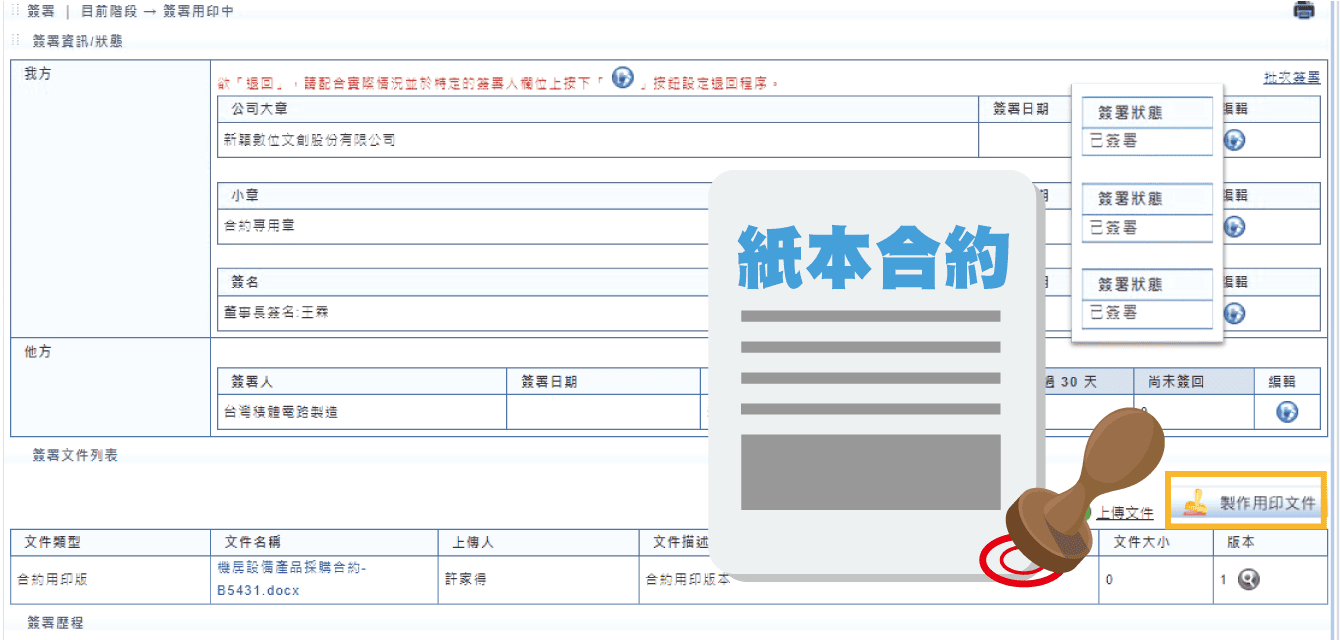 簽署 | 目前階段 → 簽署用印中
簽署資訊/狀態
我方
欲「退回」，請配合實際情況並於特定的簽署人欄位上按下「 」按鈕設定退回程序。
批次簽署
公司大章 簽署日期 簽署狀態 編輯
新穎數位文創股份有限公司 已簽署
小章 期 簽署狀態 編輯
合約專用章 已簽署
紙本合約
簽名 期 簽署狀態 編輯
董事長簽名:王霖 已簽署
他方
簽署人 簽署日期 過 30 天 尚未簽回 編輯
台灣積體電路製造
簽署文件列表
上傳文件 製作用印文件
文件類型 文件名稱 上傳人 文件描述 文件大小 版本
合約用印版 機房設備產品採購合約-
B5431.docx 許家得 合約用印版本 0 1
簽署歷程